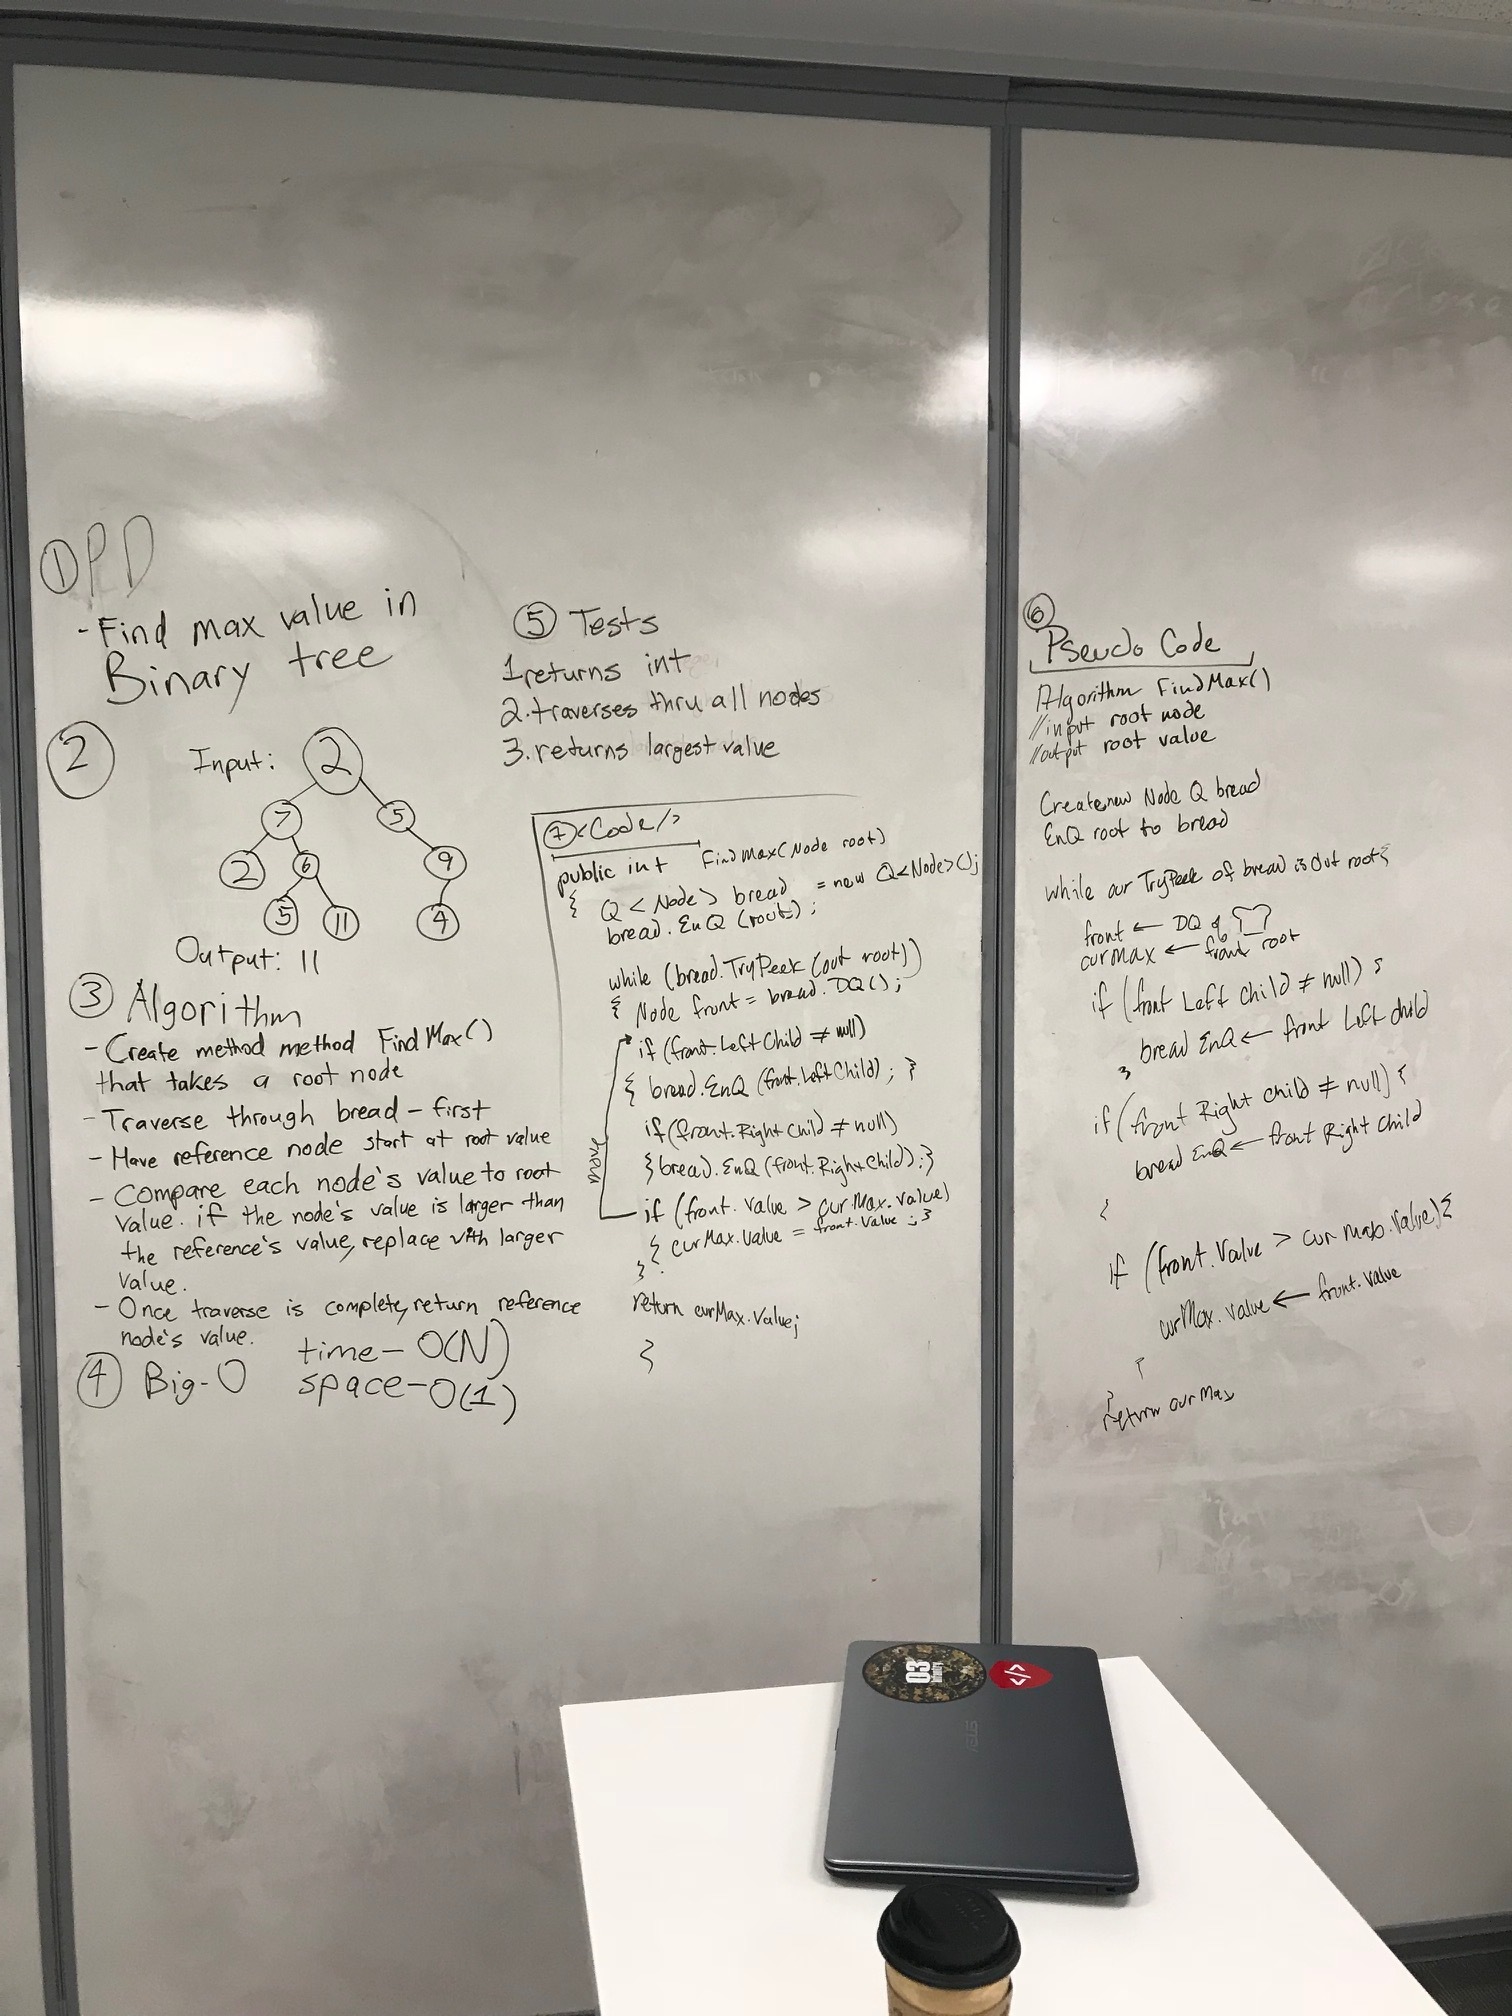 ① PD
- Find max value in
Binary tree
②
Input:
2
7 5
2 6 9
5 11 4
Output: 11
③ Algorithm
- Create method method FindMax()
that takes a root node
- Traverse through bread-first
- Have reference node start at root value
- Compare each node's value to root
value. if the node's value is larger than
the reference's value, replace with larger
value.
- Once traverse is complete, return reference
node's value.
④ Big-O
time- O(N)
space- O(1)
⑤ Tests
1 returns int
2. traverses thru all nodes
3. returns largest value
⑦ <Code/>
public int FindMax(Node root)
{ Q<Node> bread = new Q<Node>();
bread.EnQ(root);
while (bread.TryPeek(out root))
{ Node front = bread.DQ();
if (front.LeftChild ≠ null)
{ bread.EnQ (front.LeftChild); }
if (front.RightChild ≠ null)
{ bread.EnQ (front.RightChild); }
if (front.Value > curMax.Value)
{ curMax.Value = front.Value; }
}
return curMax.Value;
}
⑥
Pseudo Code
Algorithm FindMax()
//input root node
//output root value
Create new Node Q bread
EnQ root to bread
while our TryPeek of bread is out root {
front ← DQ of
curMax ← front root
if (front Left Child ≠ null) {
bread EnQ ← front Left child
}
if (front Right child ≠ null) {
bread EnQ ← front Right Child
}
if (front.Value > cur Max.Value) {
curMax.Value ← front.Value
}
}
return curMax
03
</>
ASUS